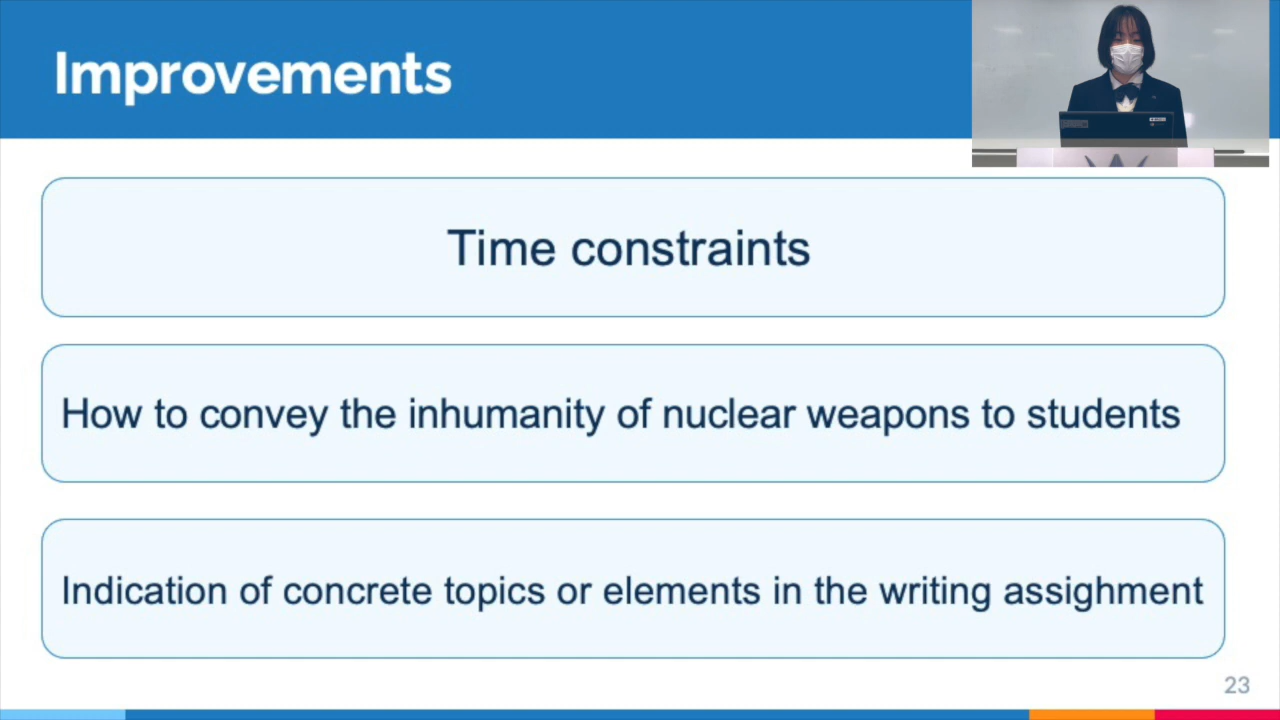 Improvements
Time constraints
How to convey the inhumanity of nuclear weapons to students
Indication of concrete topics or elements in the writing assighment
23